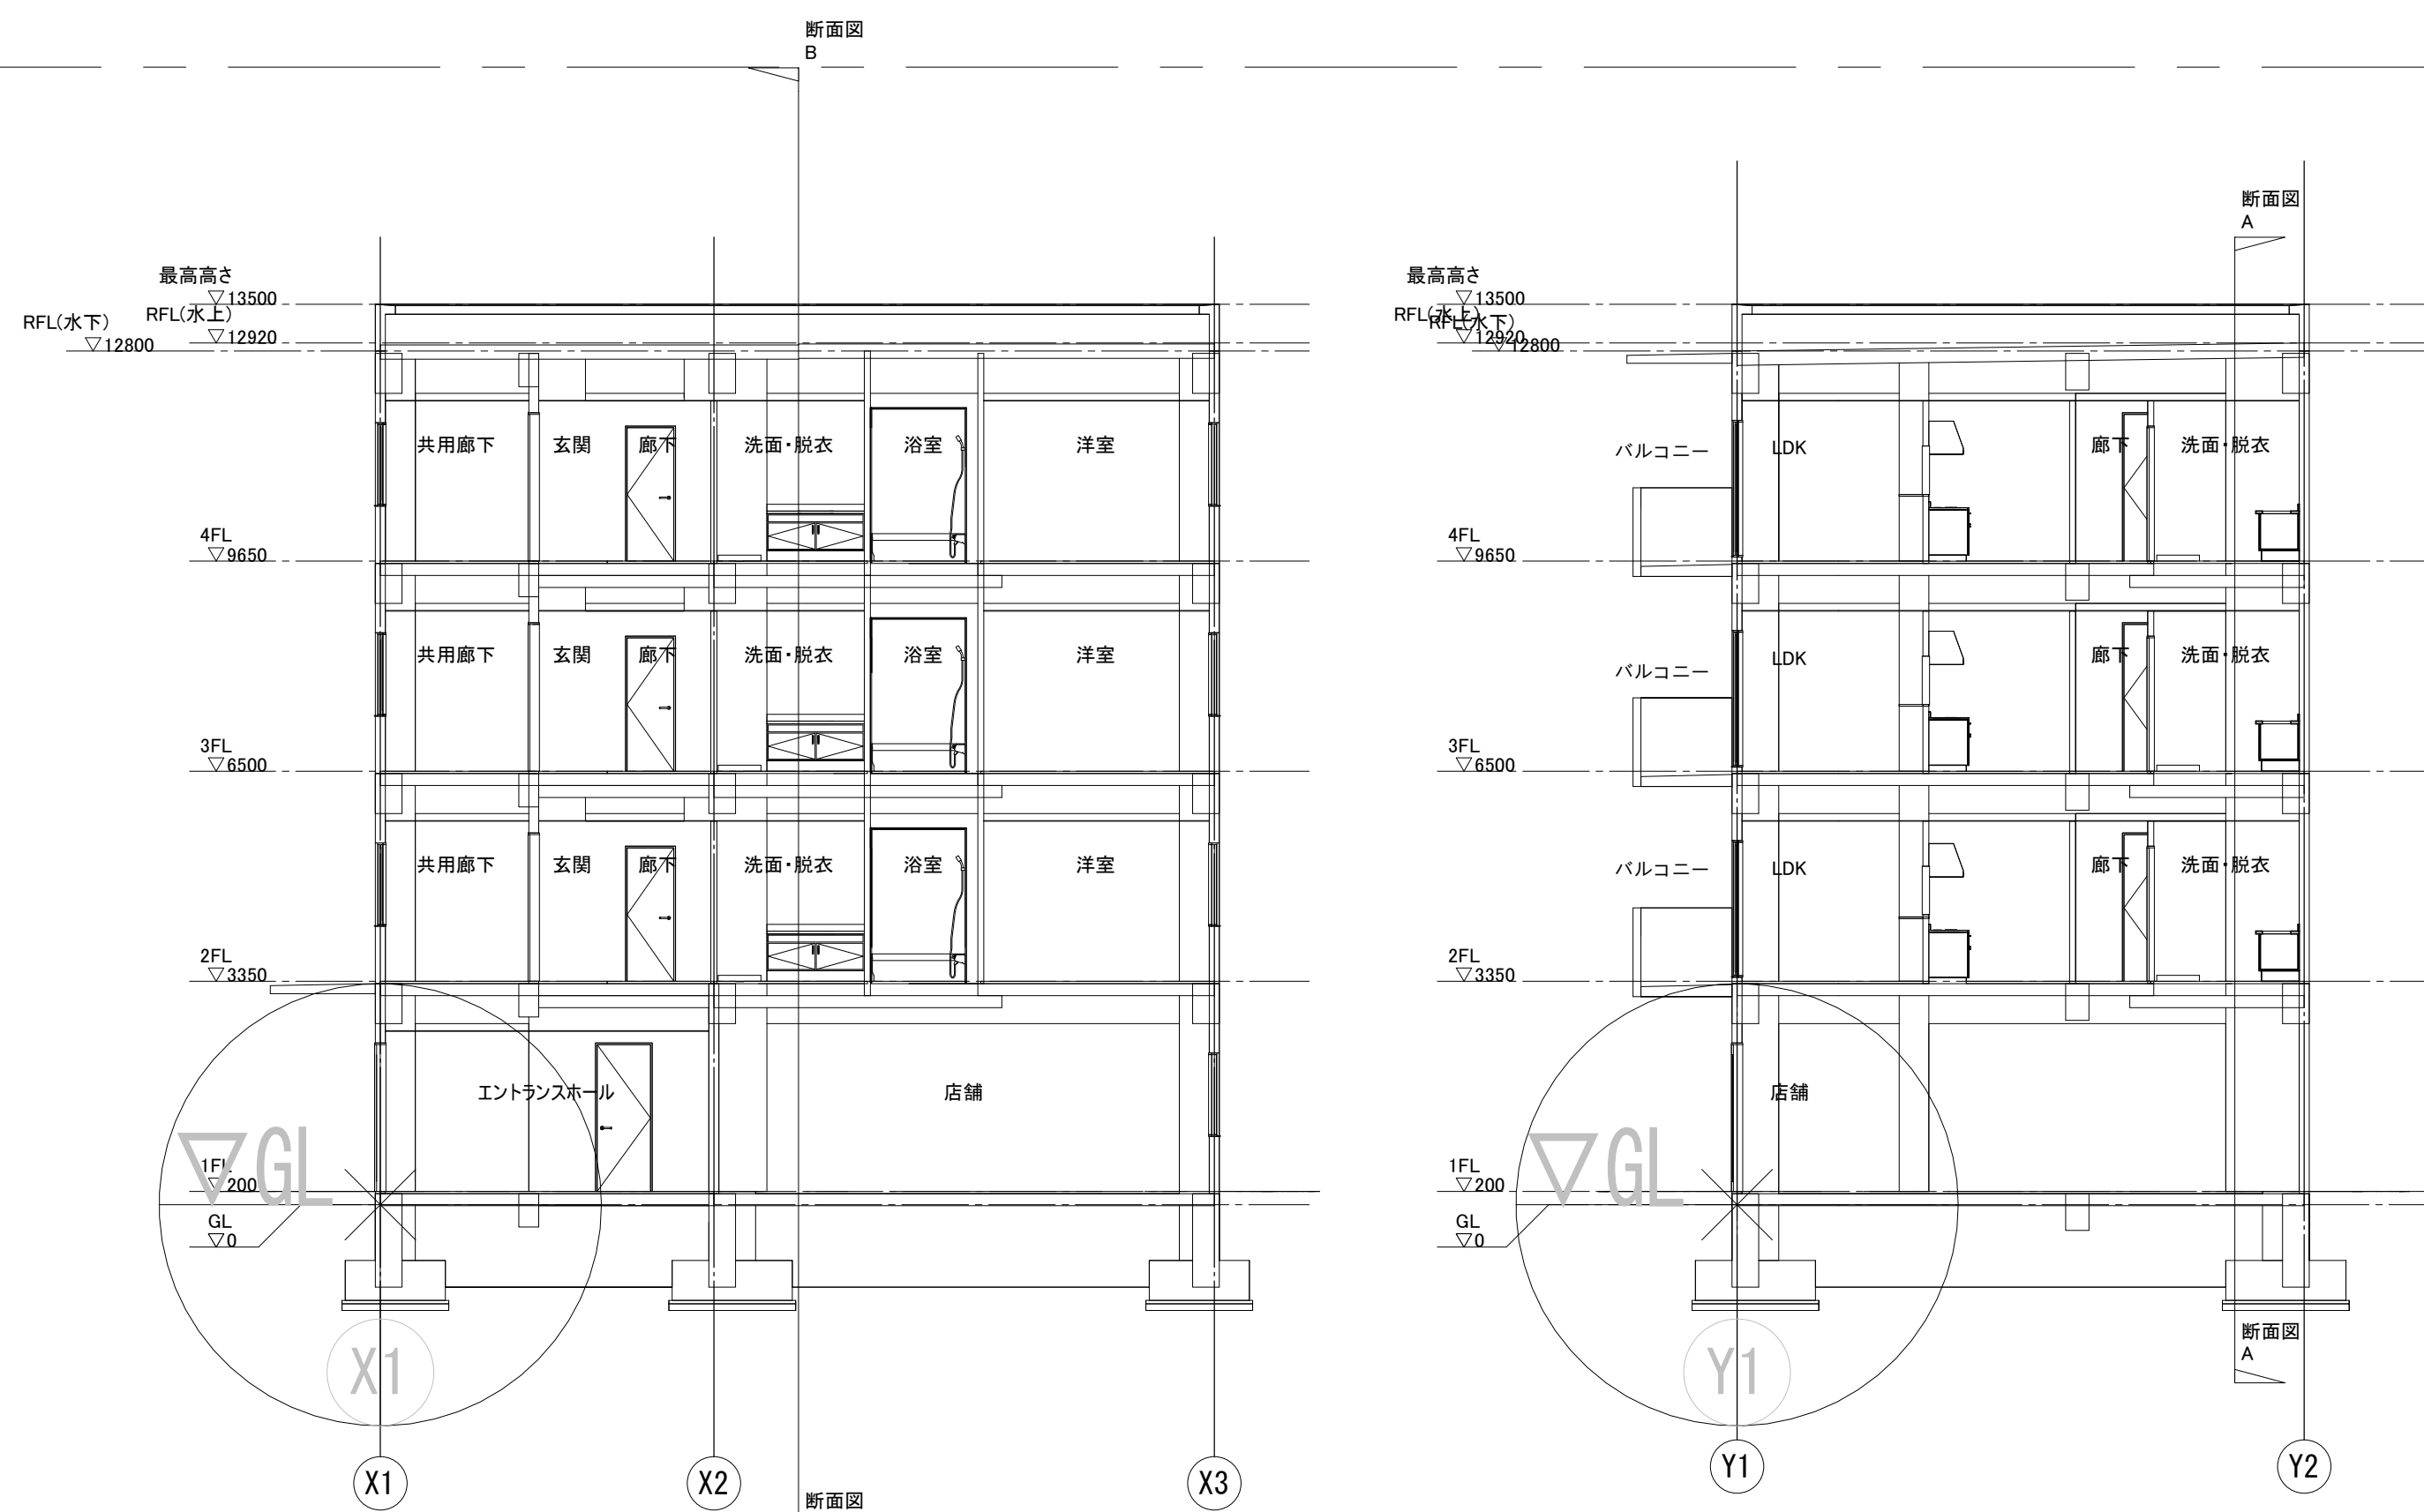 断面図
B
断面図
A
最高高さ
▽13500
RFL(水下)
▽12800
RFL(水上)
▽12920
最高高さ
▽13500
RFL(水上)
▽12920
RFL(水下)
▽12800
共用廊下 玄関 廊下 洗面・脱衣 浴室 洋室
バルコニー LDK 廊下 洗面・脱衣
4FL
▽9650
4FL
▽9650
共用廊下 玄関 廊下 洗面・脱衣 浴室 洋室
バルコニー LDK 廊下 洗面・脱衣
3FL
▽6500
3FL
▽6500
共用廊下 玄関 廊下 洗面・脱衣 浴室 洋室
バルコニー LDK 廊下 洗面・脱衣
2FL
▽3350
2FL
▽3350
エントランスホール 店舗
店舗
▽GL
1FL
▽200
GL
▽0
▽GL
1FL
▽200
GL
▽0
X1
Y1
断面図
A
X1 X2 X3
Y1 Y2
断面図